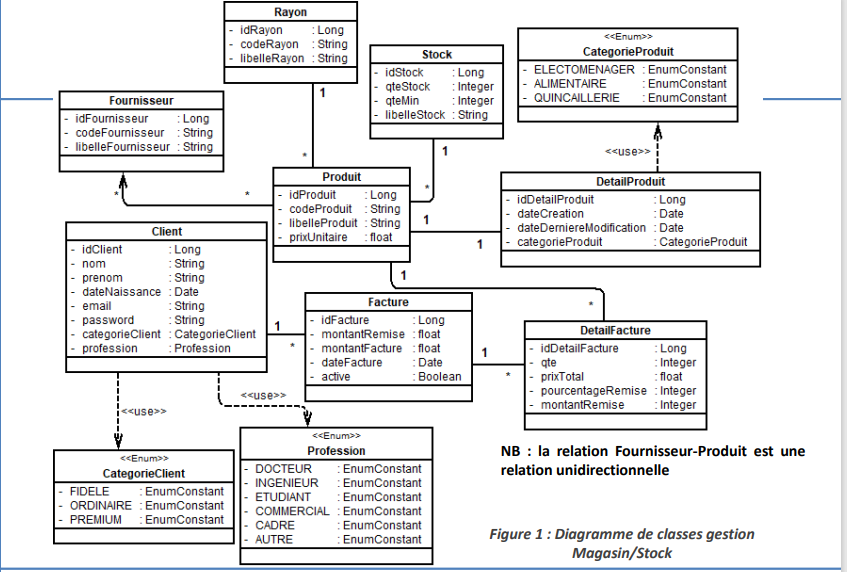 Rayon
- idRayon : Long
- codeRayon : String
- libelleRayon : String
1
*
Stock
- idStock : Long
- qteStock : Integer
- qteMin : Integer
- libelleStock : String
1
*
<<Enum>>
CategorieProduit
- ELECTOMENAGER : EnumConstant
- ALIMENTAIRE : EnumConstant
- QUINCAILLERIE : EnumConstant
<<use>>
Fournisseur
- idFournisseur : Long
- codeFournisseur : String
- libelleFournisseur : String
*
*
Produit
- idProduit : Long
- codeProduit : String
- libelleProduit : String
- prixUnitaire : float
1
1
1
*
DetailProduit
- idDetailProduit : Long
- dateCreation : Date
- dateDerniereModification : Date
- categorieProduit : CategorieProduit
Client
- idClient : Long
- nom : String
- prenom : String
- dateNaissance : Date
- email : String
- password : String
- categorieClient : CategorieClient
- profession : Profession
1
*
Facture
- idFacture : Long
- montantRemise : float
- montantFacture : float
- dateFacture : Date
- active : Boolean
1
*
DetailFacture
- idDetailFacture : Long
- qte : Integer
- prixTotal : float
- pourcentageRemise : Integer
- montantRemise : Integer
<<use>>
<<use>>
<<Enum>>
CategorieClient
- FIDELE : EnumConstant
- ORDINAIRE : EnumConstant
- PREMIUM : EnumConstant
<<Enum>>
Profession
- DOCTEUR : EnumConstant
- INGENIEUR : EnumConstant
- ETUDIANT : EnumConstant
- COMMERCIAL : EnumConstant
- CADRE : EnumConstant
- AUTRE : EnumConstant
NB : la relation Fournisseur-Produit est une
relation unidirectionnelle
Figure 1 : Diagramme de classes gestion
Magasin/Stock